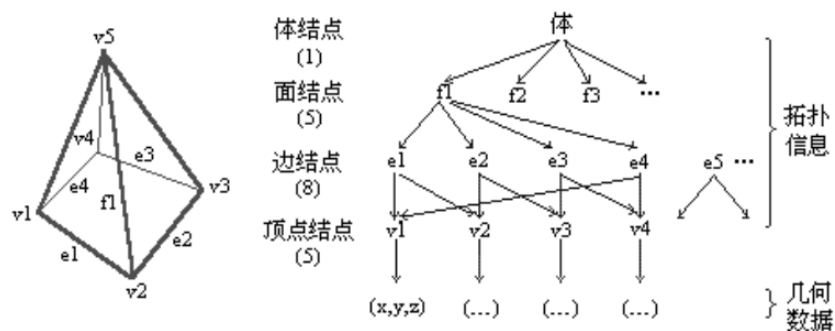 v5
v4
e3
e4
v3
v1
f1
e1
e2
v2
体结点
(1)
体
面结点
(5)
f1 f2 f3 …
边结点
(8)
e1 e2 e3 e4 e5 …
顶点结点
(5)
v1 v2 v3 v4
(x,y,z) (...) (...) (...)
拓扑
信息
几何
数据